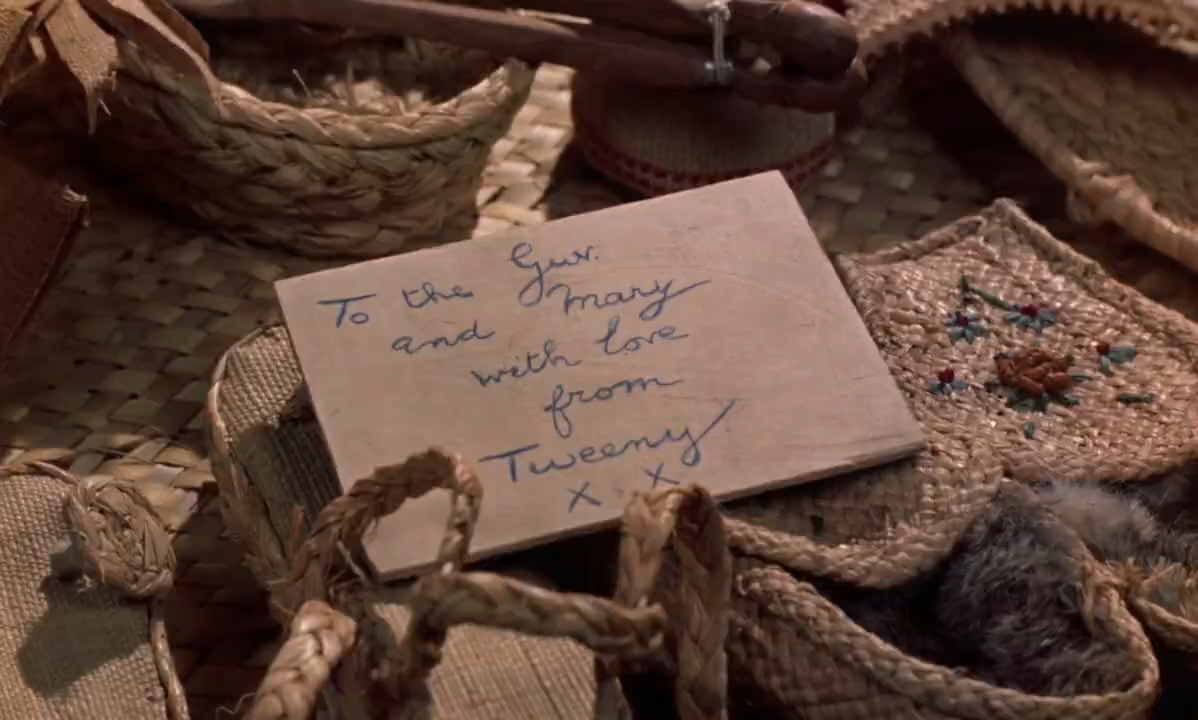 To the Guv.
and Mary
with love
from
Tweeny
x x